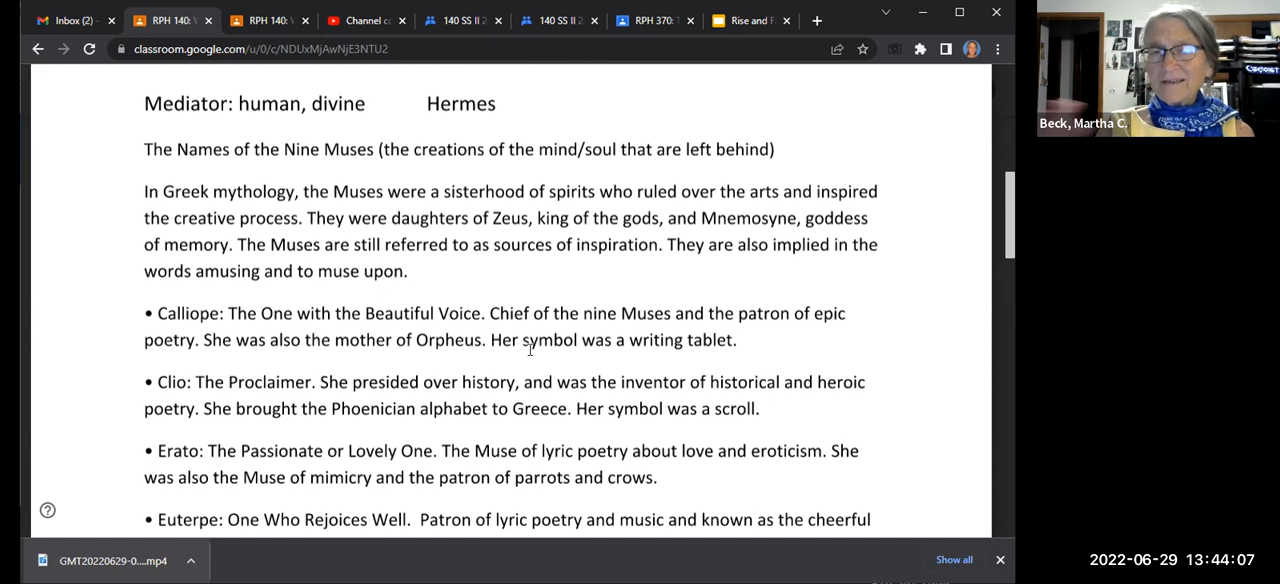 Inbox (2) -
RPH 140: V
RPH 140: V
Channel co
140 SS II 2
140 SS II 2
RPH 370: T
Rise and F
classroom.google.com/u/0/c/NDUxMjAwNjE3NTU2
Mediator: human, divine Hermes
The Names of the Nine Muses (the creations of the mind/soul that are left behind)
In Greek mythology, the Muses were a sisterhood of spirits who ruled over the arts and inspired
the creative process. They were daughters of Zeus, king of the gods, and Mnemosyne, goddess
of memory. The Muses are still referred to as sources of inspiration. They are also implied in the
words amusing and to muse upon.
• Calliope: The One with the Beautiful Voice. Chief of the nine Muses and the patron of epic
poetry. She was also the mother of Orpheus. Her symbol was a writing tablet.
• Clio: The Proclaimer. She presided over history, and was the inventor of historical and heroic
poetry. She brought the Phoenician alphabet to Greece. Her symbol was a scroll.
• Erato: The Passionate or Lovely One. The Muse of lyric poetry about love and eroticism. She
was also the Muse of mimicry and the patron of parrots and crows.
• Euterpe: One Who Rejoices Well. Patron of lyric poetry and music and known as the cheerful
GMT20220629-0....mp4
Show all
Beck, Martha C.
2022-06-29 13:44:07